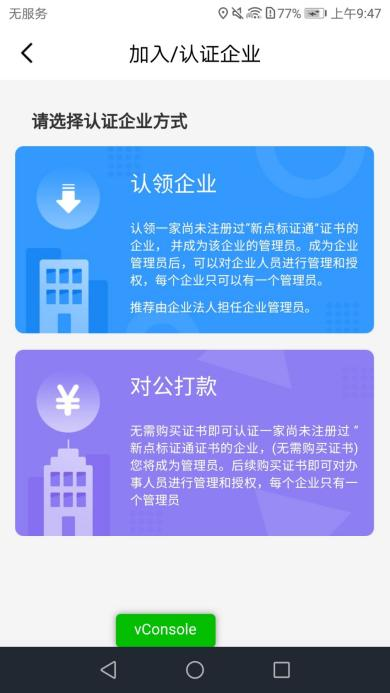 无服务
77%
上午9:47
加入/认证企业
请选择认证企业方式
认领企业
认领一家尚未注册过“新点标证通”证书的
企业，并成为该企业的管理员。成为企业
管理员后，可以对企业人员进行管理和授
权，每个企业只可以有一个管理员。
推荐由企业法人担任企业管理员。
对公打款
无需购买证书即可认证一家尚未注册过 “
新点标证通证书的企业，(无需购买证书)
您将成为管理员。后续购买证书即可对办
事人员进行管理和授权，每个企业只有一
个管理员
vConsole